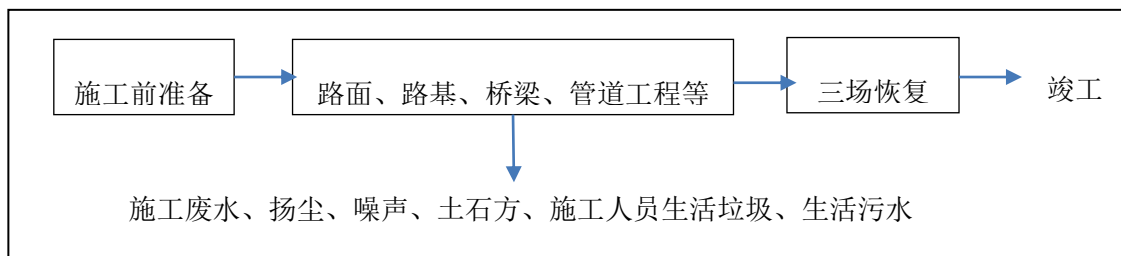 施工前准备
路面、路基、桥梁、管道工程等
三场恢复
竣工
施工废水、扬尘、噪声、土石方、施工人员生活垃圾、生活污水